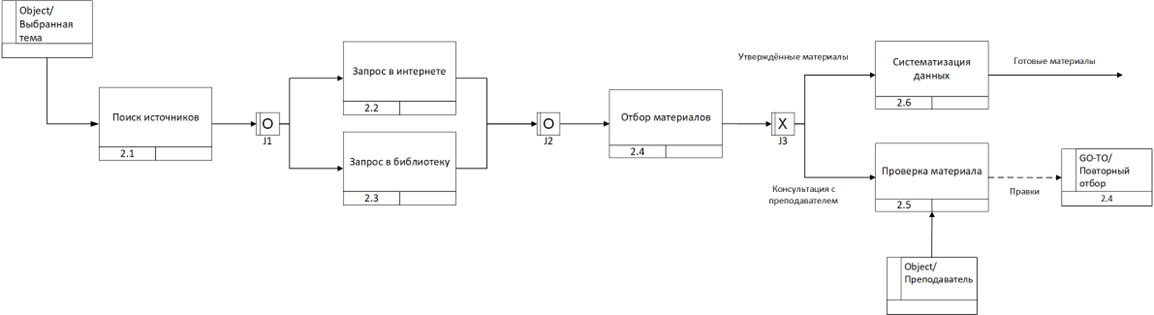 Object/
Выбранная
тема
Поиск источников
2.1
O
J1
Запрос в интернете
2.2
Запрос в библиотеку
2.3
O
J2
Отбор материалов
2.4
X
J3
Утверждённые материалы
Систематизация
данных
2.6
Готовые материалы
Консультация с
преподавателем
Проверка материала
2.5
Правки
GO-TO/
Повторный
отбор
2.4
Object/
Преподаватель